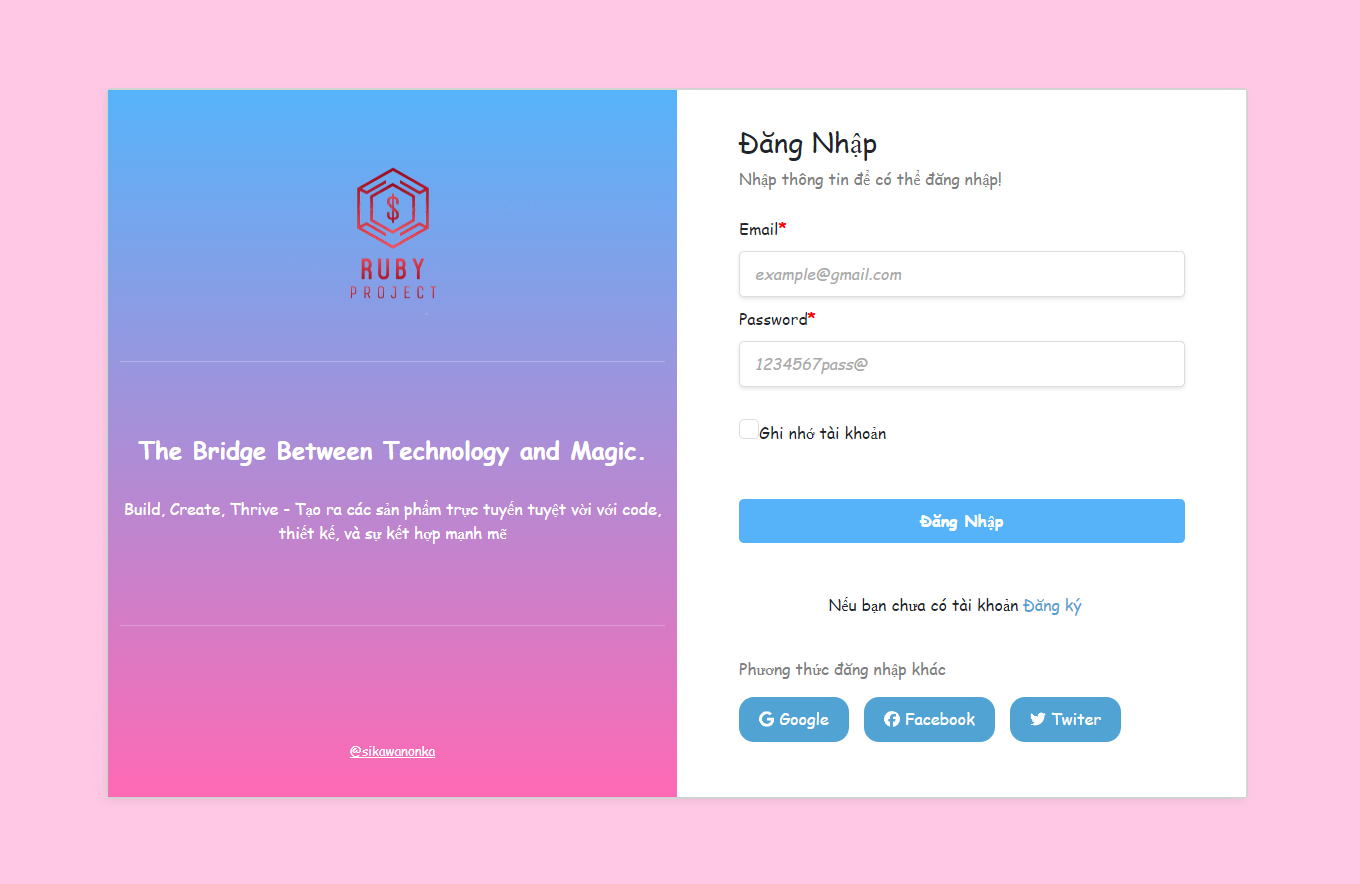 $
RUBY
PROJECT
The Bridge Between Technology and Magic.
Build, Create, Thrive - Tạo ra các sản phẩm trực tuyến tuyệt vời với code,
thiết kế, và sự kết hợp mạnh mẽ
@sikawanonka
Đăng Nhập
Nhập thông tin để có thể đăng nhập!
Email*
example@gmail.com
Password*
1234567pass@
Ghi nhớ tài khoản
Đăng Nhập
Nếu bạn chưa có tài khoản Đăng ký
Phương thức đăng nhập khác
Google Facebook Twiter